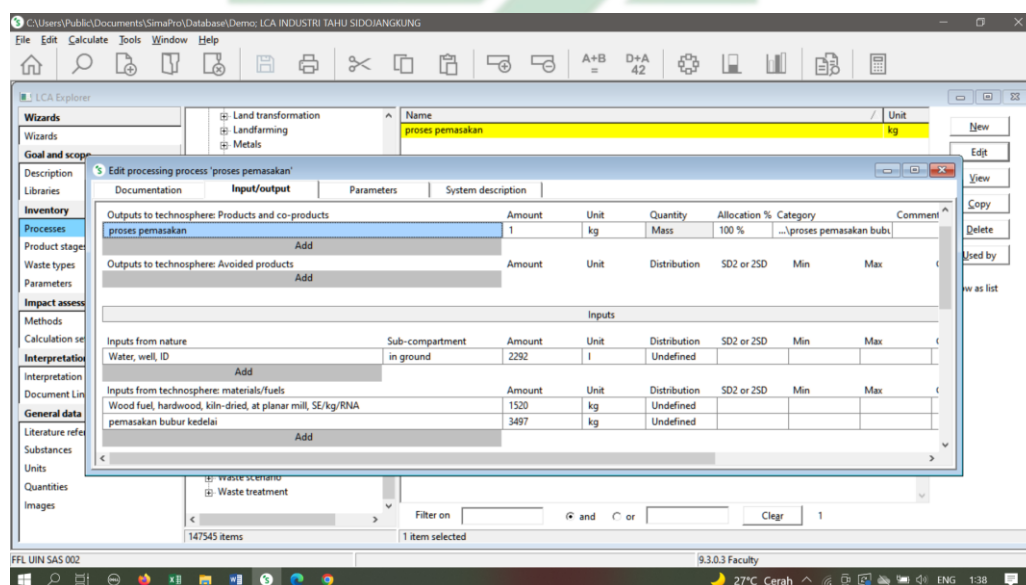 C:\Users\Public\Documents\SimaPro\Database\Demo; LCA INDUSTRI TAHU SIDOJANGKUNG
File Edit Calculate Tools Window Help
A+B =
D+A 42
LCA Explorer
Wizards
Wizards
Goal and scope
Description
Libraries
Inventory
Processes
Product stages
Waste types
Parameters
Impact assess
Methods
Calculation se
Interpretation
Interpretation
Document Lin
General data
Literature refe
Substances
Units
Quantities
Images
Land transformation
Landfarming
Metals
Name / Unit
proses pemasakan kg
New
Edit
View
Copy
Delete
Used by
ow as list
Edit processing process 'proses pemasakan'
Documentation Input/output Parameters System description
Outputs to technosphere: Products and co-products Amount Unit Quantity Allocation % Category Comment
proses pemasakan 1 kg Mass 100 % ...\proses pemasakan bubu
Add
Outputs to technosphere: Avoided products Amount Unit Distribution SD2 or 2SD Min Max
Add
Inputs
Inputs from nature Sub-compartment Amount Unit Distribution SD2 or 2SD Min Max
Water, well, ID in ground 2292 l Undefined
Add
Inputs from technosphere: materials/fuels Amount Unit Distribution SD2 or 2SD Min Max
Wood fuel, hardwood, kiln-dried, at planar mill, SE/kg/RNA 1520 kg Undefined
pemasakan bubur kedelai 3497 kg Undefined
Add
Waste scenario
Waste treatment
Filter on and or Clear 1
147545 items 1 item selected
FFL UIN SAS 002 9.3.0.3 Faculty
27°C Cerah ENG 1:38